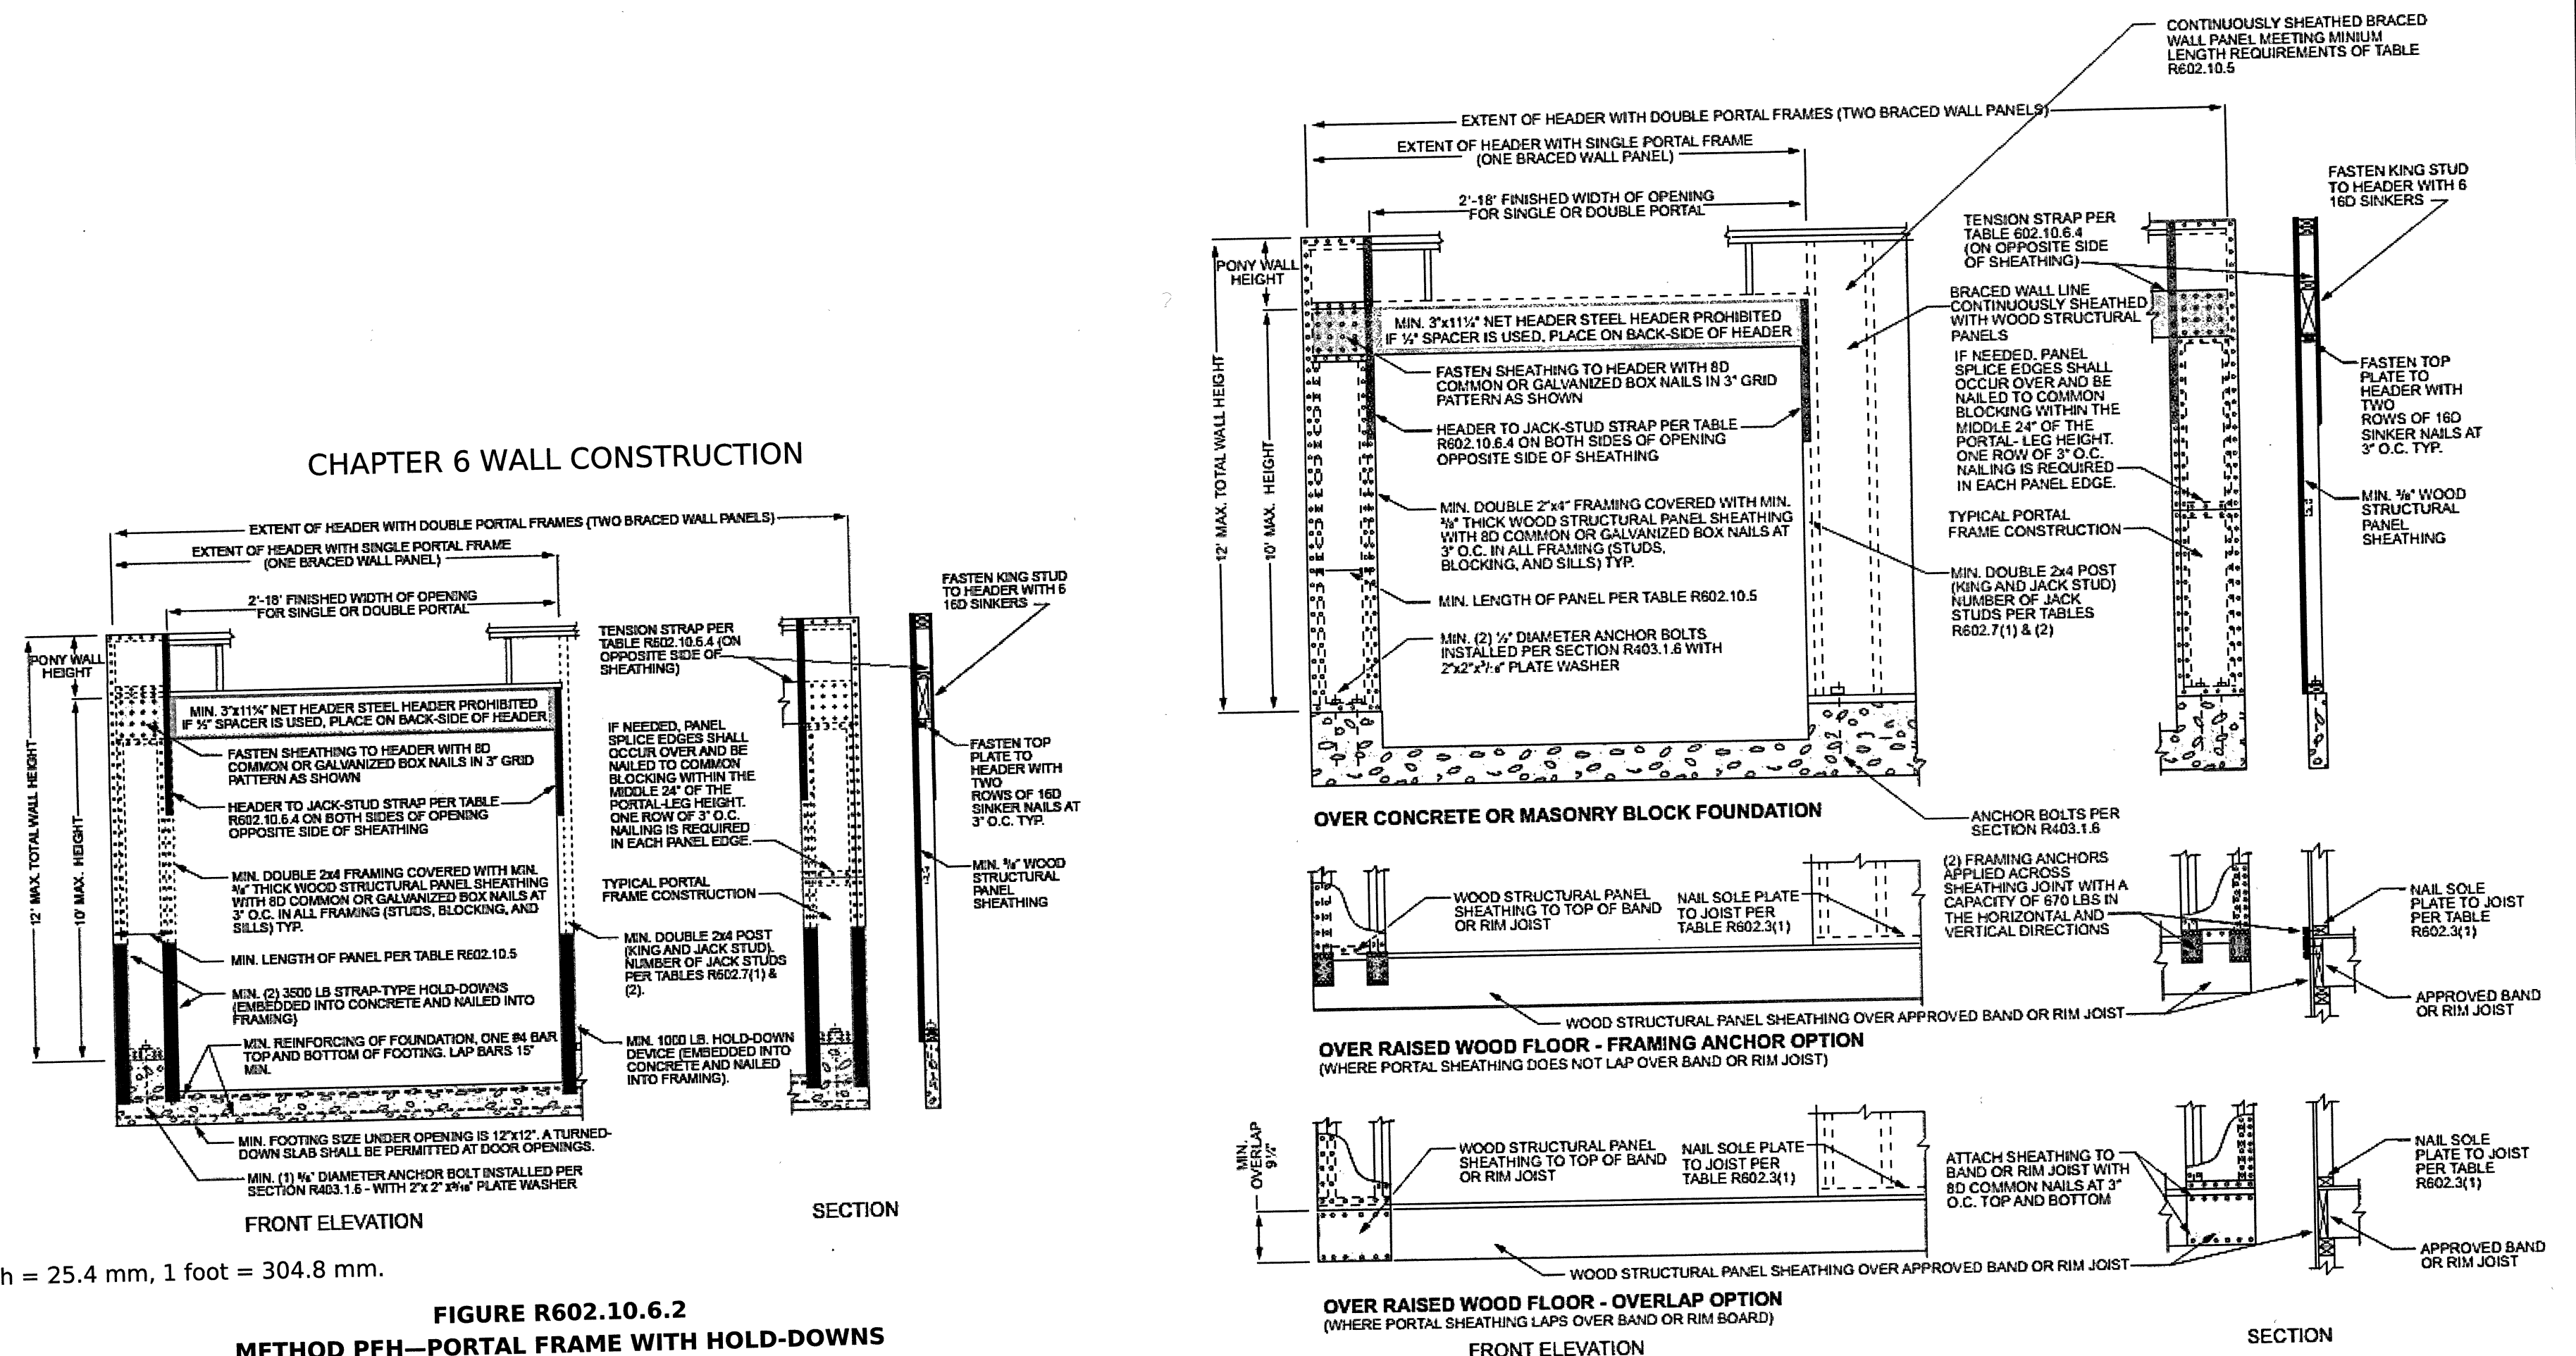 CHAPTER 6 WALL CONSTRUCTION
EXTENT OF HEADER WITH DOUBLE PORTAL FRAMES (TWO BRACED WALL PANELS)
EXTENT OF HEADER WITH SINGLE PORTAL FRAME
(ONE BRACED WALL PANEL)
2'-18' FINISHED WIDTH OF OPENING
FOR SINGLE OR DOUBLE PORTAL
PONY WALL
HEIGHT
12' MAX. TOTAL WALL HEIGHT
10' MAX. HEIGHT
MIN. 3"x11¼" NET HEADER STEEL HEADER PROHIBITED
IF ½" SPACER IS USED, PLACE ON BACK-SIDE OF HEADER
FASTEN SHEATHING TO HEADER WITH 8D
COMMON OR GALVANIZED BOX NAILS IN 3" GRID
PATTERN AS SHOWN
HEADER TO JACK-STUD STRAP PER TABLE
R602.10.6.4 ON BOTH SIDES OF OPENING
OPPOSITE SIDE OF SHEATHING
MIN. DOUBLE 2x4 FRAMING COVERED WITH MIN.
⅜" THICK WOOD STRUCTURAL PANEL SHEATHING
WITH 8D COMMON OR GALVANIZED BOX NAILS AT
3" O.C. IN ALL FRAMING (STUDS, BLOCKING, AND
SILLS) TYP.
MIN. LENGTH OF PANEL PER TABLE R602.10.5
MIN. (2) 3500 LB STRAP-TYPE HOLD-DOWNS
(EMBEDDED INTO CONCRETE AND NAILED INTO
FRAMING)
MIN. REINFORCING OF FOUNDATION, ONE #4 BAR
TOP AND BOTTOM OF FOOTING. LAP BARS 15"
MIN.
MIN. FOOTING SIZE UNDER OPENING IS 12"x12". A TURNED-
DOWN SLAB SHALL BE PERMITTED AT DOOR OPENINGS.
MIN. (1) ⅝" DIAMETER ANCHOR BOLT INSTALLED PER
SECTION R403.1.6 - WITH 2"x 2" x3/16" PLATE WASHER
FRONT ELEVATION
TENSION STRAP PER
TABLE R602.10.6.4 (ON
OPPOSITE SIDE OF
SHEATHING)
IF NEEDED, PANEL
SPLICE EDGES SHALL
OCCUR OVER AND BE
NAILED TO COMMON
BLOCKING WITHIN THE
MIDDLE 24" OF THE
PORTAL-LEG HEIGHT.
ONE ROW OF 3" O.C.
NAILING IS REQUIRED
IN EACH PANEL EDGE.
TYPICAL PORTAL
FRAME CONSTRUCTION
MIN. DOUBLE 2x4 POST
(KING AND JACK STUD).
NUMBER OF JACK STUDS
PER TABLES R502.7(1) &
(2).
MIN. 1000 LB. HOLD-DOWN
DEVICE (EMBEDDED INTO
CONCRETE AND NAILED
INTO FRAMING).
FASTEN KING STUD
TO HEADER WITH 6
16D SINKERS
FASTEN TOP
PLATE TO
HEADER WITH
TWO
ROWS OF 16D
SINKER NAILS AT
3" O.C. TYP.
MIN. ⅜" WOOD
STRUCTURAL
PANEL
SHEATHING
SECTION
h = 25.4 mm, 1 foot = 304.8 mm.
FIGURE R602.10.6.2
METHOD PFH—PORTAL FRAME WITH HOLD-DOWNS
CONTINUOUSLY SHEATHED BRACED
WALL PANEL MEETING MINIUM
LENGTH REQUIREMENTS OF TABLE
R602.10.5
EXTENT OF HEADER WITH DOUBLE PORTAL FRAMES (TWO BRACED WALL PANELS)
EXTENT OF HEADER WITH SINGLE PORTAL FRAME
(ONE BRACED WALL PANEL)
2'-18' FINISHED WIDTH OF OPENING
FOR SINGLE OR DOUBLE PORTAL
PONY WALL
HEIGHT
12' MAX. TOTAL WALL HEIGHT
10' MAX. HEIGHT
MIN. 3"x11¼" NET HEADER STEEL HEADER PROHIBITED
IF ½" SPACER IS USED, PLACE ON BACK-SIDE OF HEADER
FASTEN SHEATHING TO HEADER WITH 8D
COMMON OR GALVANIZED BOX NAILS IN 3" GRID
PATTERN AS SHOWN
HEADER TO JACK-STUD STRAP PER TABLE
R602.10.6.4 ON BOTH SIDES OF OPENING
OPPOSITE SIDE OF SHEATHING
MIN. DOUBLE 2"x4" FRAMING COVERED WITH MIN.
⅜" THICK WOOD STRUCTURAL PANEL SHEATHING
WITH 8D COMMON OR GALVANIZED BOX NAILS AT
3" O.C. IN ALL FRAMING (STUDS,
BLOCKING, AND SILLS) TYP.
MIN. LENGTH OF PANEL PER TABLE R602.10.5
MIN. (2) ½" DIAMETER ANCHOR BOLTS
INSTALLED PER SECTION R403.1.6 WITH
2"x2"x3/16" PLATE WASHER
TENSION STRAP PER
TABLE 602.10.6.4
(ON OPPOSITE SIDE
OF SHEATHING)
BRACED WALL LINE
CONTINUOUSLY SHEATHED
WITH WOOD STRUCTURAL
PANELS
IF NEEDED. PANEL
SPLICE EDGES SHALL
OCCUR OVER AND BE
NAILED TO COMMON
BLOCKING WITHIN THE
MIDDLE 24" OF THE
PORTAL- LEG HEIGHT.
ONE ROW OF 3" O.C.
NAILING IS REQUIRED
IN EACH PANEL EDGE.
TYPICAL PORTAL
FRAME CONSTRUCTION
MIN. DOUBLE 2x4 POST
(KING AND JACK STUD)
NUMBER OF JACK
STUDS PER TABLES
R602.7(1) & (2)
FASTEN KING STUD
TO HEADER WITH 6
16D SINKERS
FASTEN TOP
PLATE TO
HEADER WITH
TWO
ROWS OF 16D
SINKER NAILS AT
3" O.C. TYP.
MIN. ⅜" WOOD
STRUCTURAL
PANEL
SHEATHING
OVER CONCRETE OR MASONRY BLOCK FOUNDATION
ANCHOR BOLTS PER
SECTION R403.1.6
WOOD STRUCTURAL PANEL
SHEATHING TO TOP OF BAND
OR RIM JOIST
NAIL SOLE PLATE
TO JOIST PER
TABLE R602.3(1)
(2) FRAMING ANCHORS
APPLIED ACROSS
SHEATHING JOINT WITH A
CAPACITY OF 670 LBS IN
THE HORIZONTAL AND
VERTICAL DIRECTIONS
NAIL SOLE
PLATE TO JOIST
PER TABLE
R602.3(1)
APPROVED BAND
OR RIM JOIST
WOOD STRUCTURAL PANEL SHEATHING OVER APPROVED BAND OR RIM JOIST
OVER RAISED WOOD FLOOR - FRAMING ANCHOR OPTION
(WHERE PORTAL SHEATHING DOES NOT LAP OVER BAND OR RIM JOIST)
MIN.
OVERLAP
9¼"
WOOD STRUCTURAL PANEL
SHEATHING TO TOP OF BAND
OR RIM JOIST
NAIL SOLE PLATE
TO JOIST PER
TABLE R602.3(1)
ATTACH SHEATHING TO
BAND OR RIM JOIST WITH
8D COMMON NAILS AT 3"
O.C. TOP AND BOTTOM
NAIL SOLE
PLATE TO JOIST
PER TABLE
R602.3(1)
APPROVED BAND
OR RIM JOIST
WOOD STRUCTURAL PANEL SHEATHING OVER APPROVED BAND OR RIM JOIST
OVER RAISED WOOD FLOOR - OVERLAP OPTION
(WHERE PORTAL SHEATHING LAPS OVER BAND OR RIM BOARD)
FRONT ELEVATION
SECTION